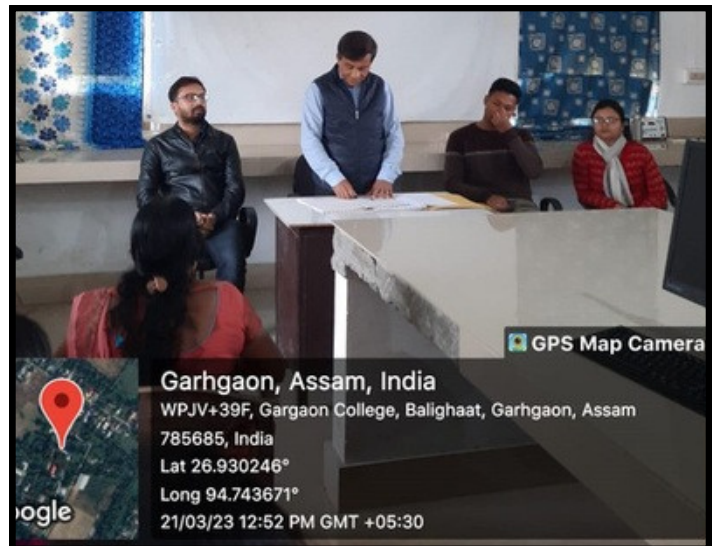 GPS Map Camera
Garhgaon, Assam, India
WPJV+39F, Gargaon College, Balighaat, Garhgaon, Assam
785685, India
Lat 26.930246°
Long 94.743671°
21/03/23 12:52 PM GMT +05:30
oogle